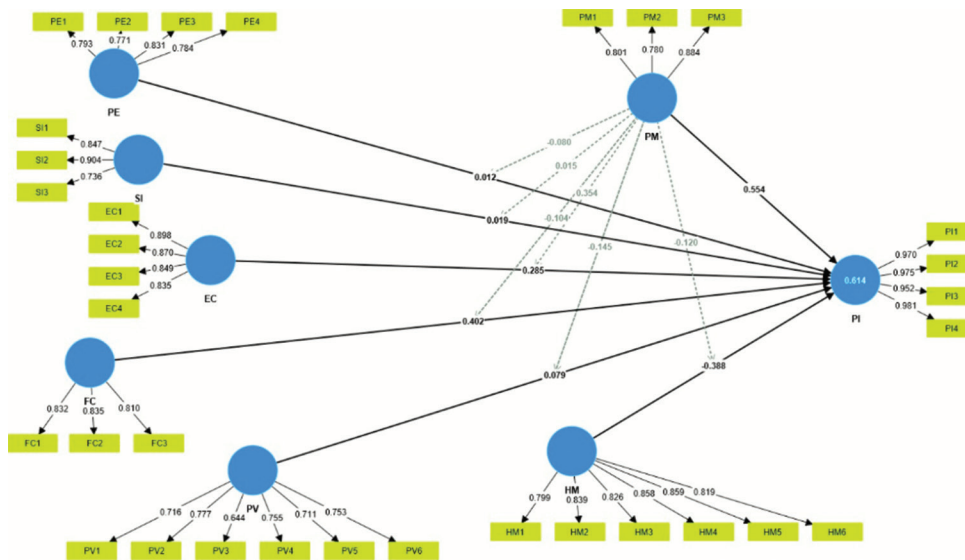 PE1 PE2 PE3 PE4
0.793 0.771 0.831 0.784
PE
PM1 PM2 PM3
0.801 0.780 0.884
PM
SI1
SI2
SI3
0.847
0.904
0.736
SI
EC1
EC2
EC3
EC4
0.898
0.870
0.849
0.835
EC
-0.080
0.015
0.354
-0.104
-0.145
-0.120
0.012
0.019
0.285
0.402
0.079
-0.388
0.554
0.614
PI
0.970
0.975
0.952
0.981
PI1
PI2
PI3
PI4
FC
0.832 0.835 0.810
FC1 FC2 FC3
PV
0.716 0.777 0.644 0.755 0.711 0.753
PV1 PV2 PV3 PV4 PV5 PV6
HM
0.799 0.839 0.826 0.858 0.859 0.819
HM1 HM2 HM3 HM4 HM5 HM6